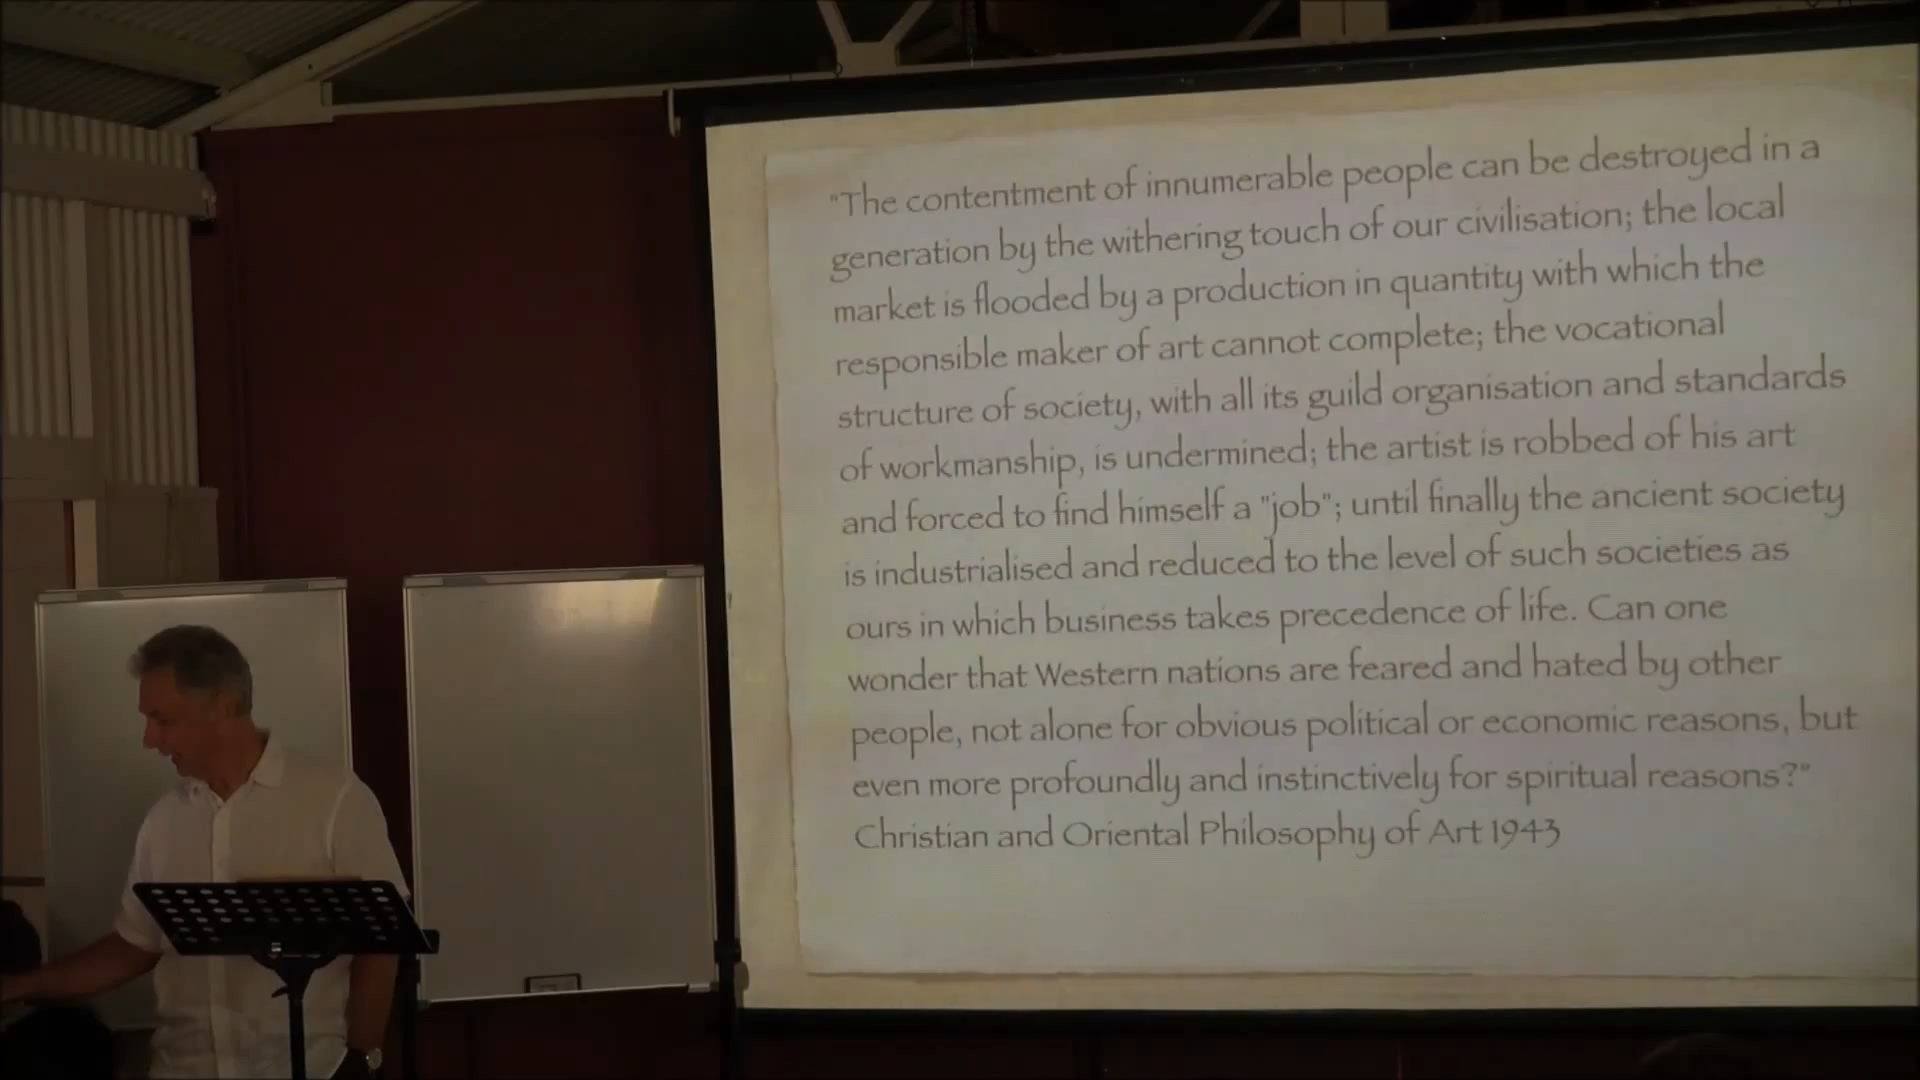 "The contentment of innumerable people can be destroyed in a
generation by the withering touch of our civilisation; the local
market is flooded by a production in quantity with which the
responsible maker of art cannot complete; the vocational
structure of society, with all its guild organisation and standards
of workmanship, is undermined; the artist is robbed of his art
and forced to find himself a "job"; until finally the ancient society
is industrialised and reduced to the level of such societies as
ours in which business takes precedence of life. Can one
wonder that Western nations are feared and hated by other
people, not alone for obvious political or economic reasons, but
even more profoundly and instinctively for spiritual reasons?"
Christian and Oriental Philosophy of Art 1943